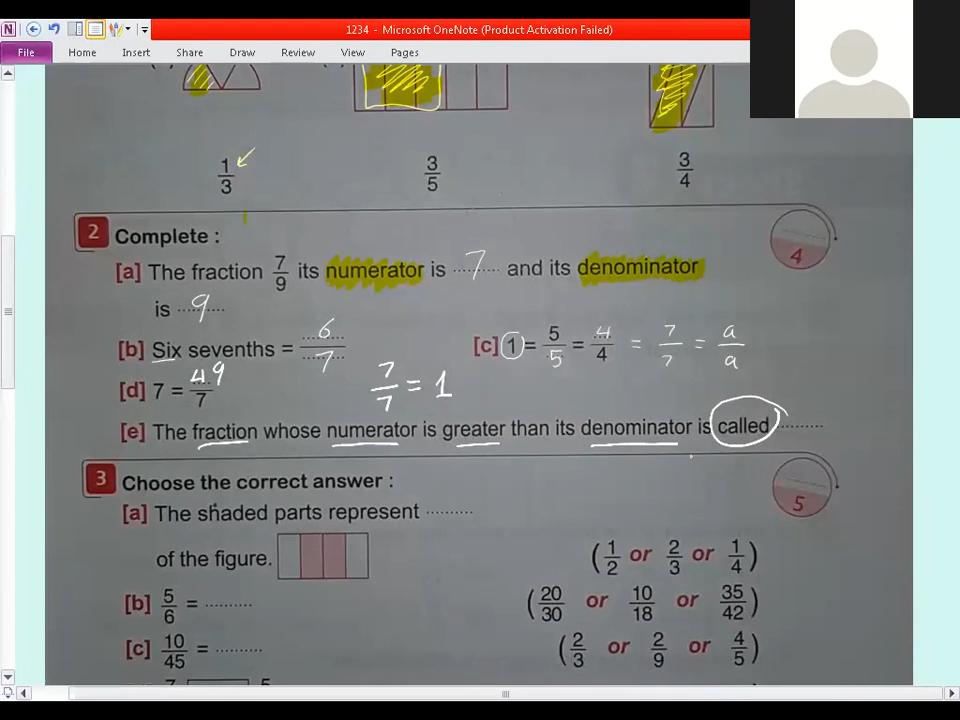 1234 - Microsoft OneNote (Product Activation Failed)
File Home Insert Share Draw Review View Pages
1/3 3/5 3/4
2 Complete :
4
[a] The fraction 7/9 its numerator is ...7... and its denominator
is ...9...
[b] Six sevenths = 6/7 [c] 1 = 5/5 = 4/4 = 7/7 = a/a
[d] 7 = 49/7 7/7 = 1
[e] The fraction whose numerator is greater than its denominator is called ..........
3 Choose the correct answer :
5
[a] The shaded parts represent ..........
of the figure. (1/2 or 2/3 or 1/4)
[b] 5/6 = .......... (20/30 or 10/18 or 35/42)
[c] 10/45 = .......... (2/3 or 2/9 or 4/5)